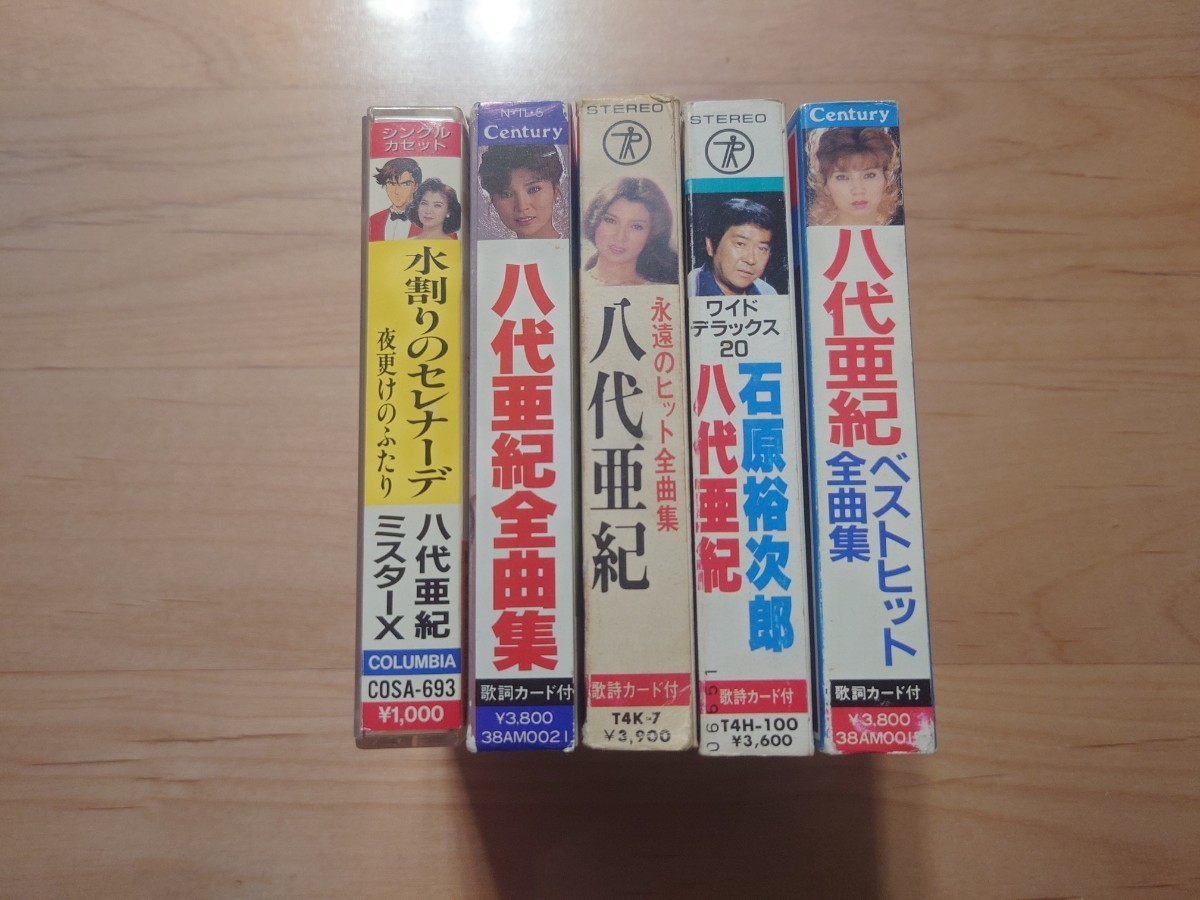 シングル
カセット
水割りのセレナーデ
夜更けのふたり
八代亜紀
ミスターX
COLUMBIA
COSA-693
¥1,000
N・TL・5
Century
八代亜紀全曲集
歌詞カード付
¥3,800
38AM0021
STEREO
TR
永遠のヒット全曲集
八代亜紀
歌詩カード付
T4K-7
¥3,900
STEREO
TR
ワイド
デラックス
20
石原裕次郎
八代亜紀
歌詩カード付
T4H-100
¥3,600
Century
八代亜紀
ベストヒット
全曲集
歌詞カード付
¥3,800